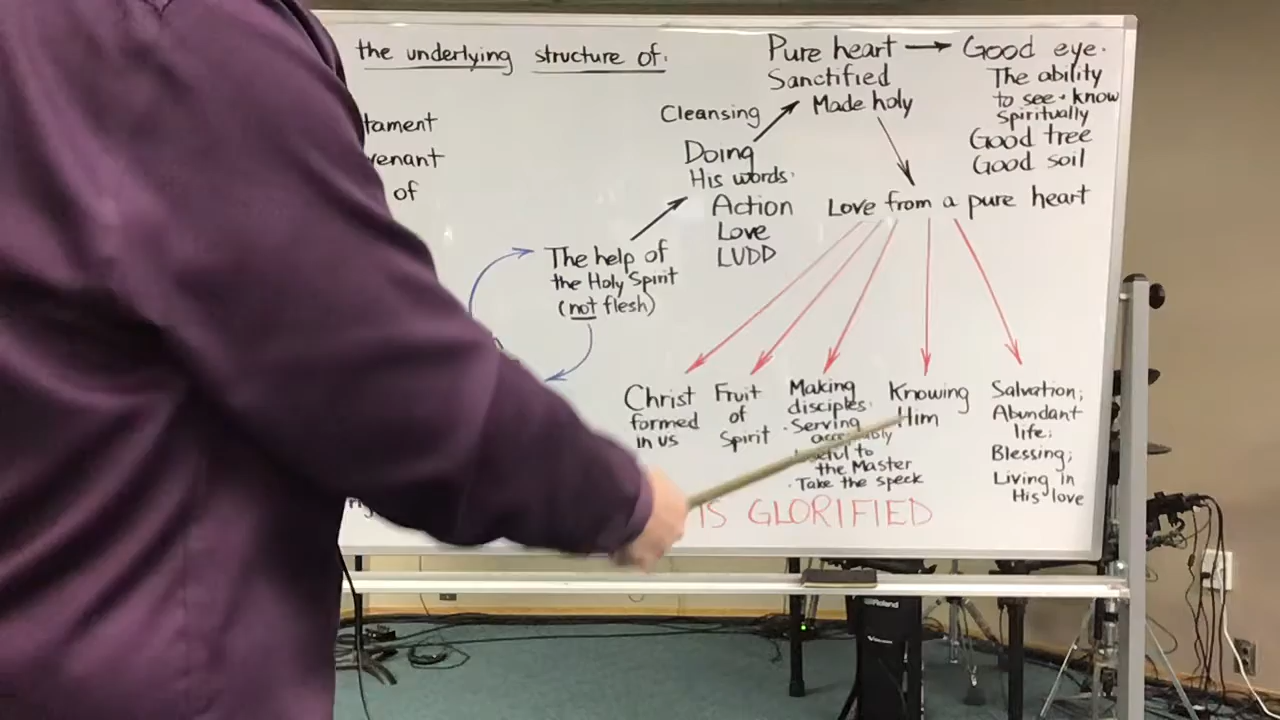 the underlying structure of:
tament
venant
of
Pure heart → Good eye.
Sanctified
Made holy
The ability
to see + know
Spiritually
Good tree
Good soil
Cleansing
Doing
His words.
Action
Love
LUDD
Love from a pure heart
The help of
the Holy Spirit
(not flesh)
Christ
formed
in us
Fruit
of
Spirit
Making
disciples.
. Serving
the Master
. Take the speck
Knowing
Him
Salvation;
Abundant
life;
Blessing;
Living in
His love
IS GLORIFIED
Roland